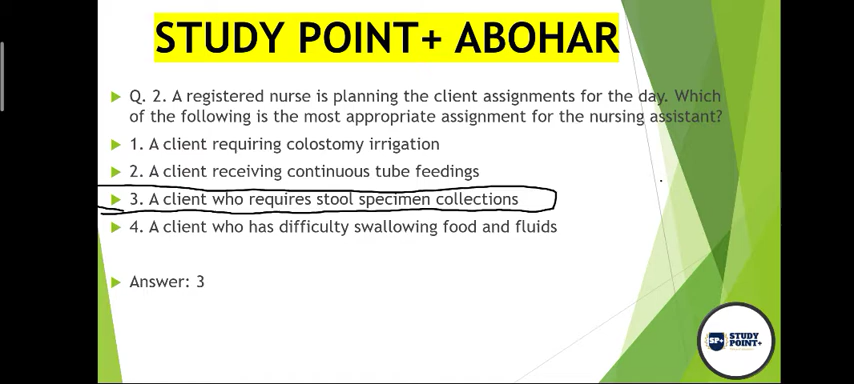 STUDY POINT+ ABOHAR
Q. 2. A registered nurse is planning the client assignments for the day. Which
of the following is the most appropriate assignment for the nursing assistant?
1. A client requiring colostomy irrigation
2. A client receiving continuous tube feedings
3. A client who requires stool specimen collections
4. A client who has difficulty swallowing food and fluids
Answer: 3
SP+ STUDY
POINT+